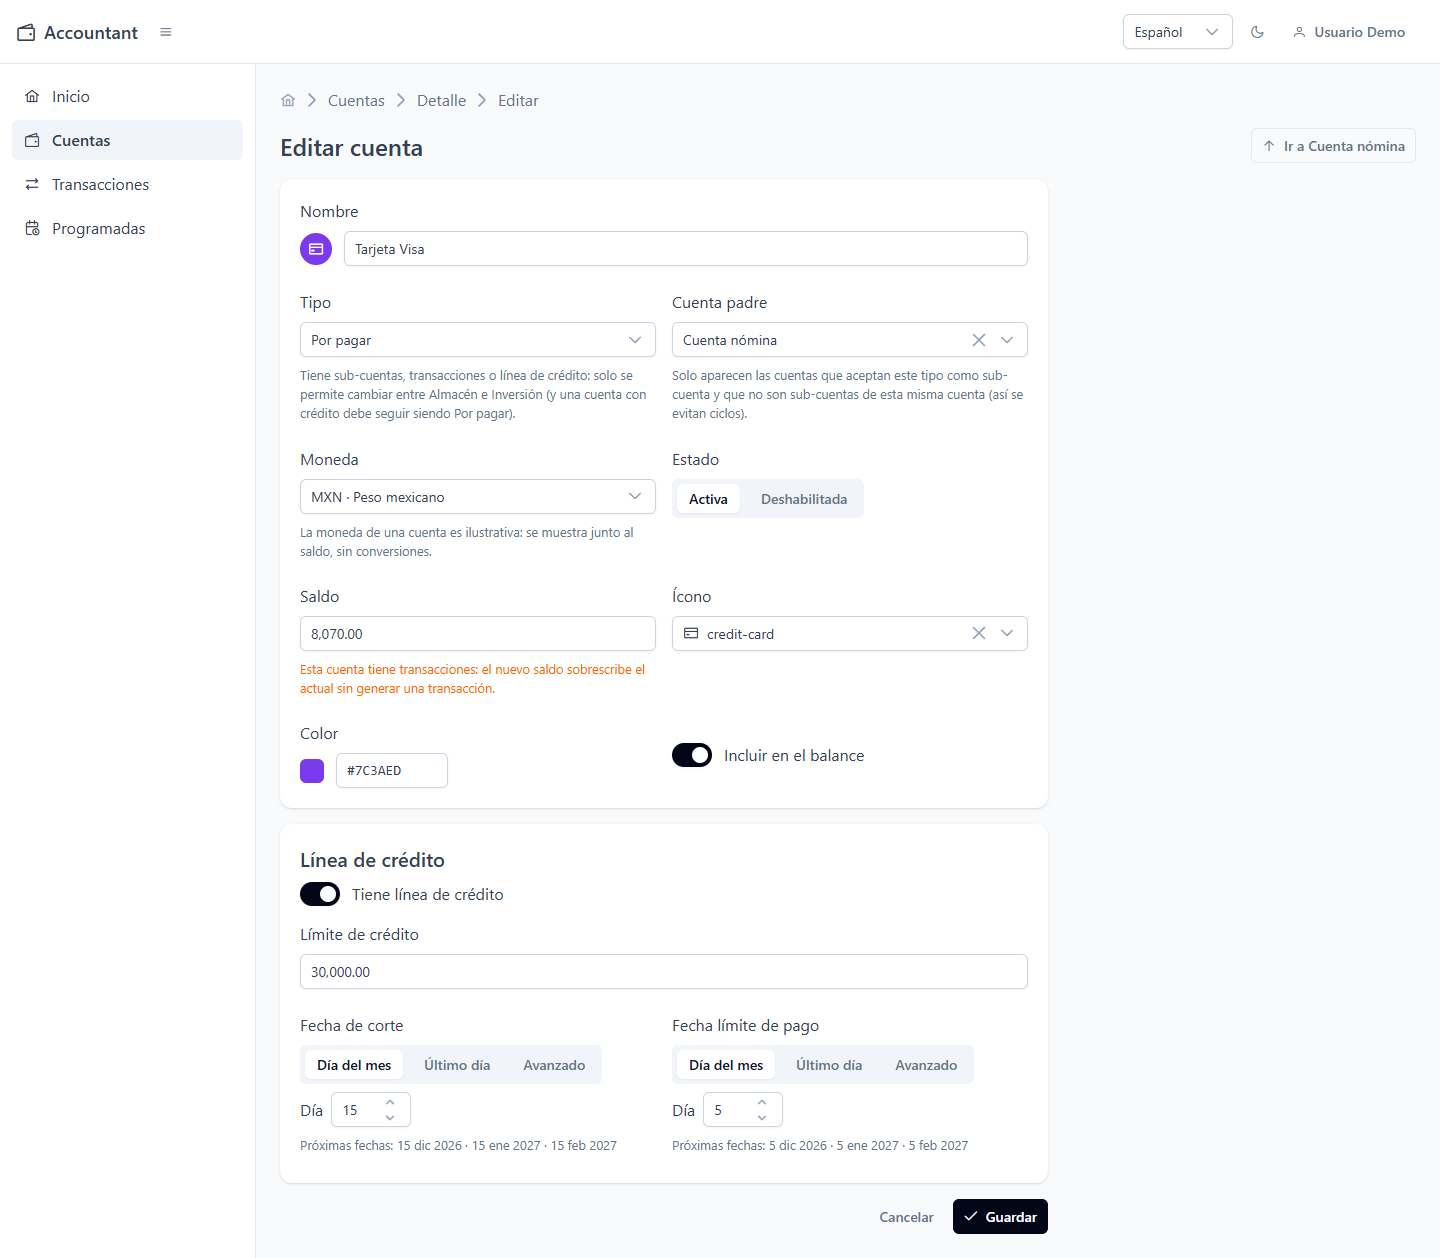 Accountant
Español
Usuario Demo
Inicio
Cuentas
Transacciones
Programadas
Cuentas
Detalle
Editar
Editar cuenta
Ir a Cuenta nómina
Nombre
Tarjeta Visa
Tipo
Por pagar
Tiene sub-cuentas, transacciones o línea de crédito: solo se
permite cambiar entre Almacén e Inversión (y una cuenta con
crédito debe seguir siendo Por pagar).
Cuenta padre
Cuenta nómina
Solo aparecen las cuentas que aceptan este tipo como sub-
cuenta y que no son sub-cuentas de esta misma cuenta (así se
evitan ciclos).
Moneda
MXN · Peso mexicano
La moneda de una cuenta es ilustrativa: se muestra junto al
saldo, sin conversiones.
Estado
Activa
Deshabilitada
Saldo
8,070.00
Esta cuenta tiene transacciones: el nuevo saldo sobrescribe el
actual sin generar una transacción.
Ícono
credit-card
Color
#7C3AED
Incluir en el balance
Línea de crédito
Tiene línea de crédito
Límite de crédito
30,000.00
Fecha de corte
Día del mes
Último día
Avanzado
Día
15
Próximas fechas: 15 dic 2026 · 15 ene 2027 · 15 feb 2027
Fecha límite de pago
Día del mes
Último día
Avanzado
Día
5
Próximas fechas: 5 dic 2026 · 5 ene 2027 · 5 feb 2027
Cancelar
Guardar